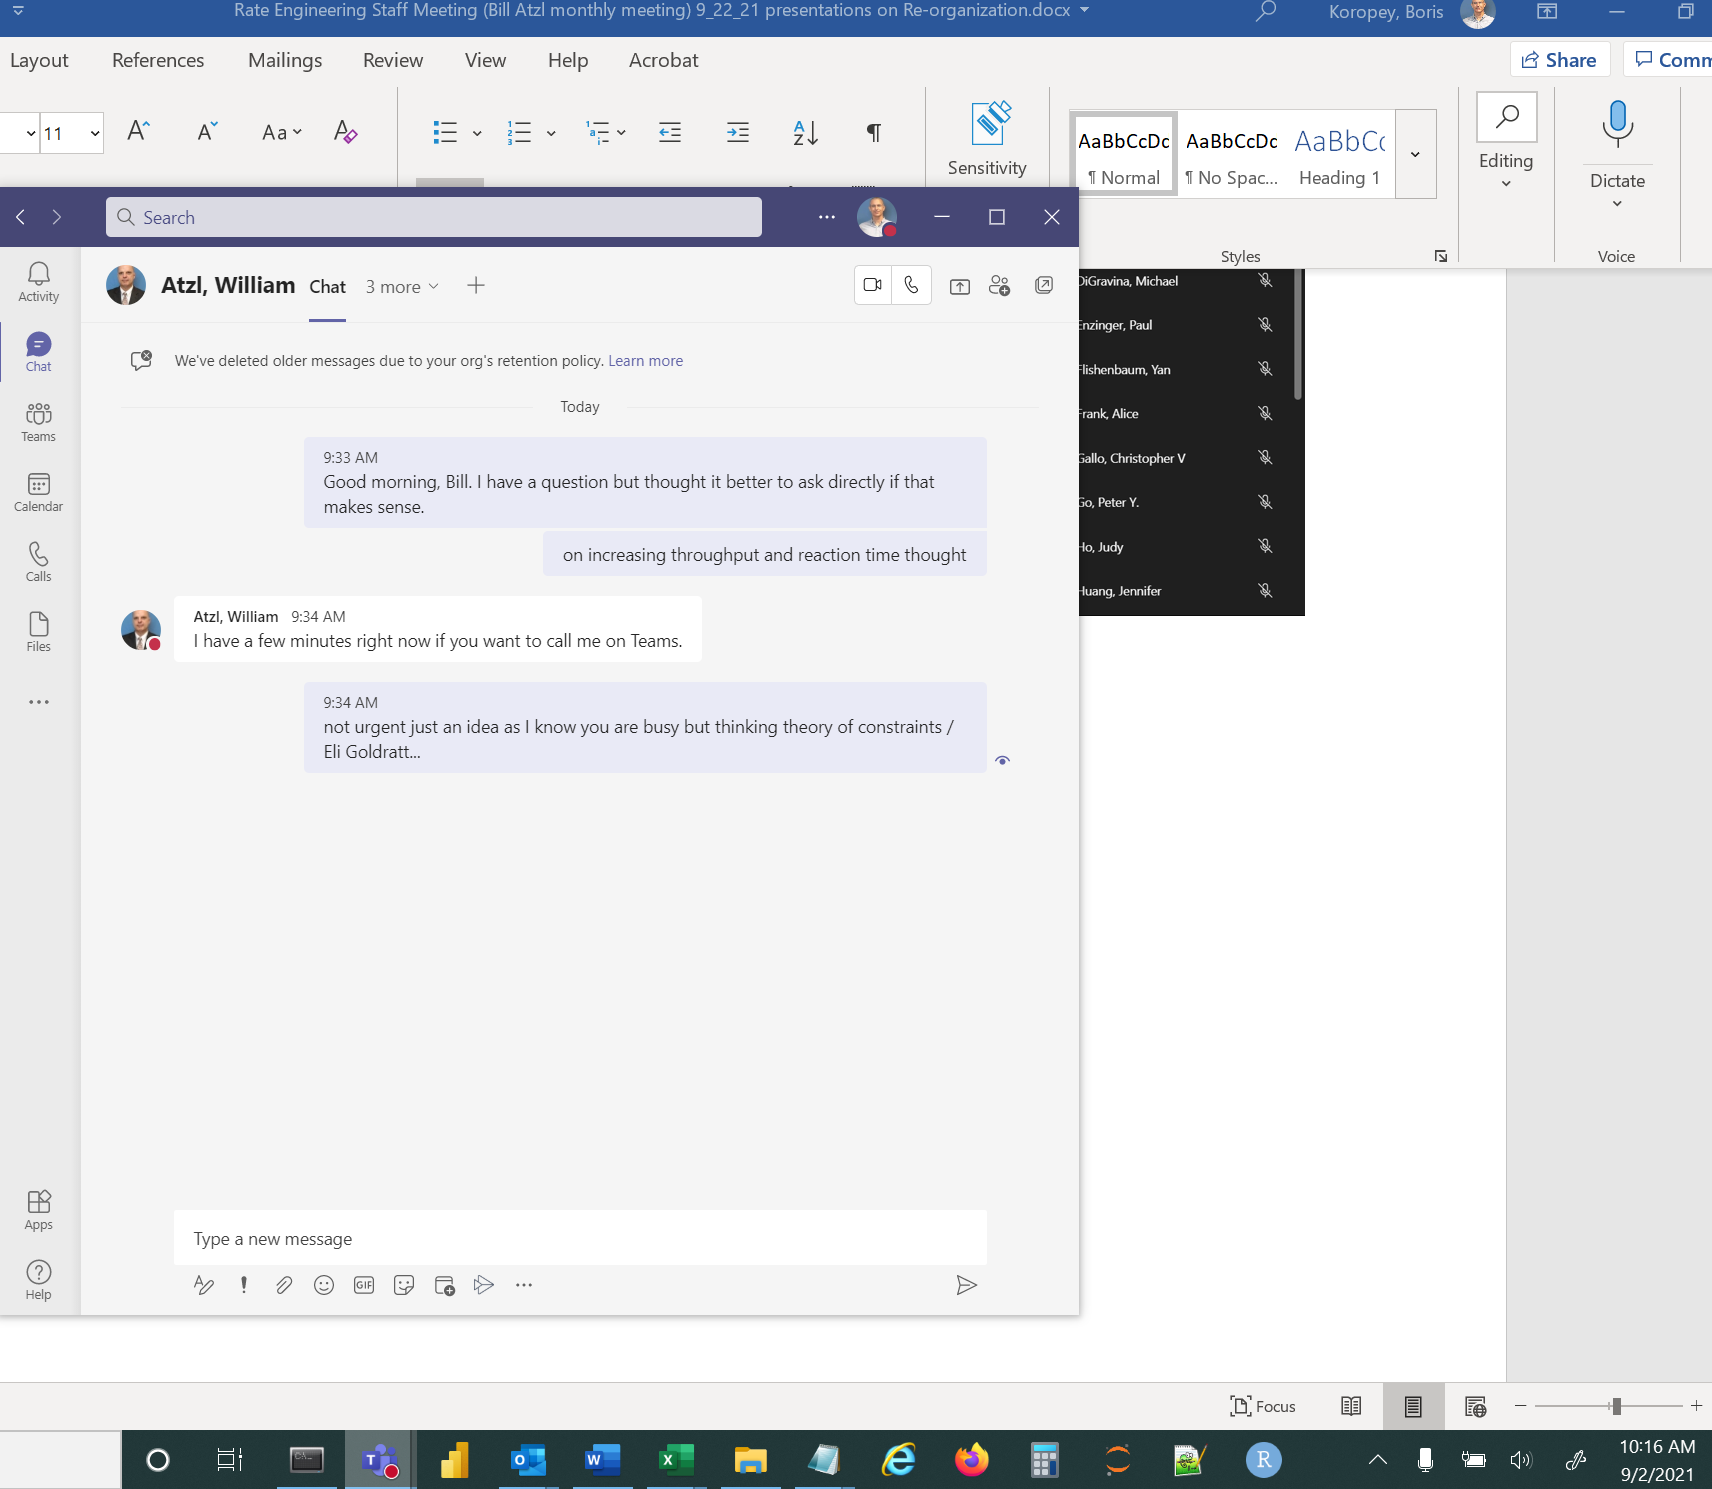 Rate Engineering Staff Meeting (Bill Atzl monthly meeting) 9_22_21 presentations on Re-organization.docx
Koropey, Boris
Layout References Mailings Review View Help Acrobat
Share
11
Aa
Sensitivity
AaBbCcDc
¶ Normal
AaBbCcDc
¶ No Spac...
AaBbC
Heading 1
Styles
Editing
Dictate
Voice
Search
Activity
Chat
Teams
Calendar
Calls
Files
Apps
Help
Atzl, William Chat 3 more
We've deleted older messages due to your org's retention policy. Learn more
Today
9:33 AM
Good morning, Bill. I have a question but thought it better to ask directly if that
makes sense.
on increasing throughput and reaction time thought
Atzl, William 9:34 AM
I have a few minutes right now if you want to call me on Teams.
9:34 AM
not urgent just an idea as I know you are busy but thinking theory of constraints /
Eli Goldratt...
Type a new message
GIF
DiGravina, Michael
Enzinger, Paul
Flishenbaum, Yan
Frank, Alice
Gallo, Christopher V
Go, Peter Y.
Ho, Judy
Huang, Jennifer
Focus
10:16 AM
9/2/2021